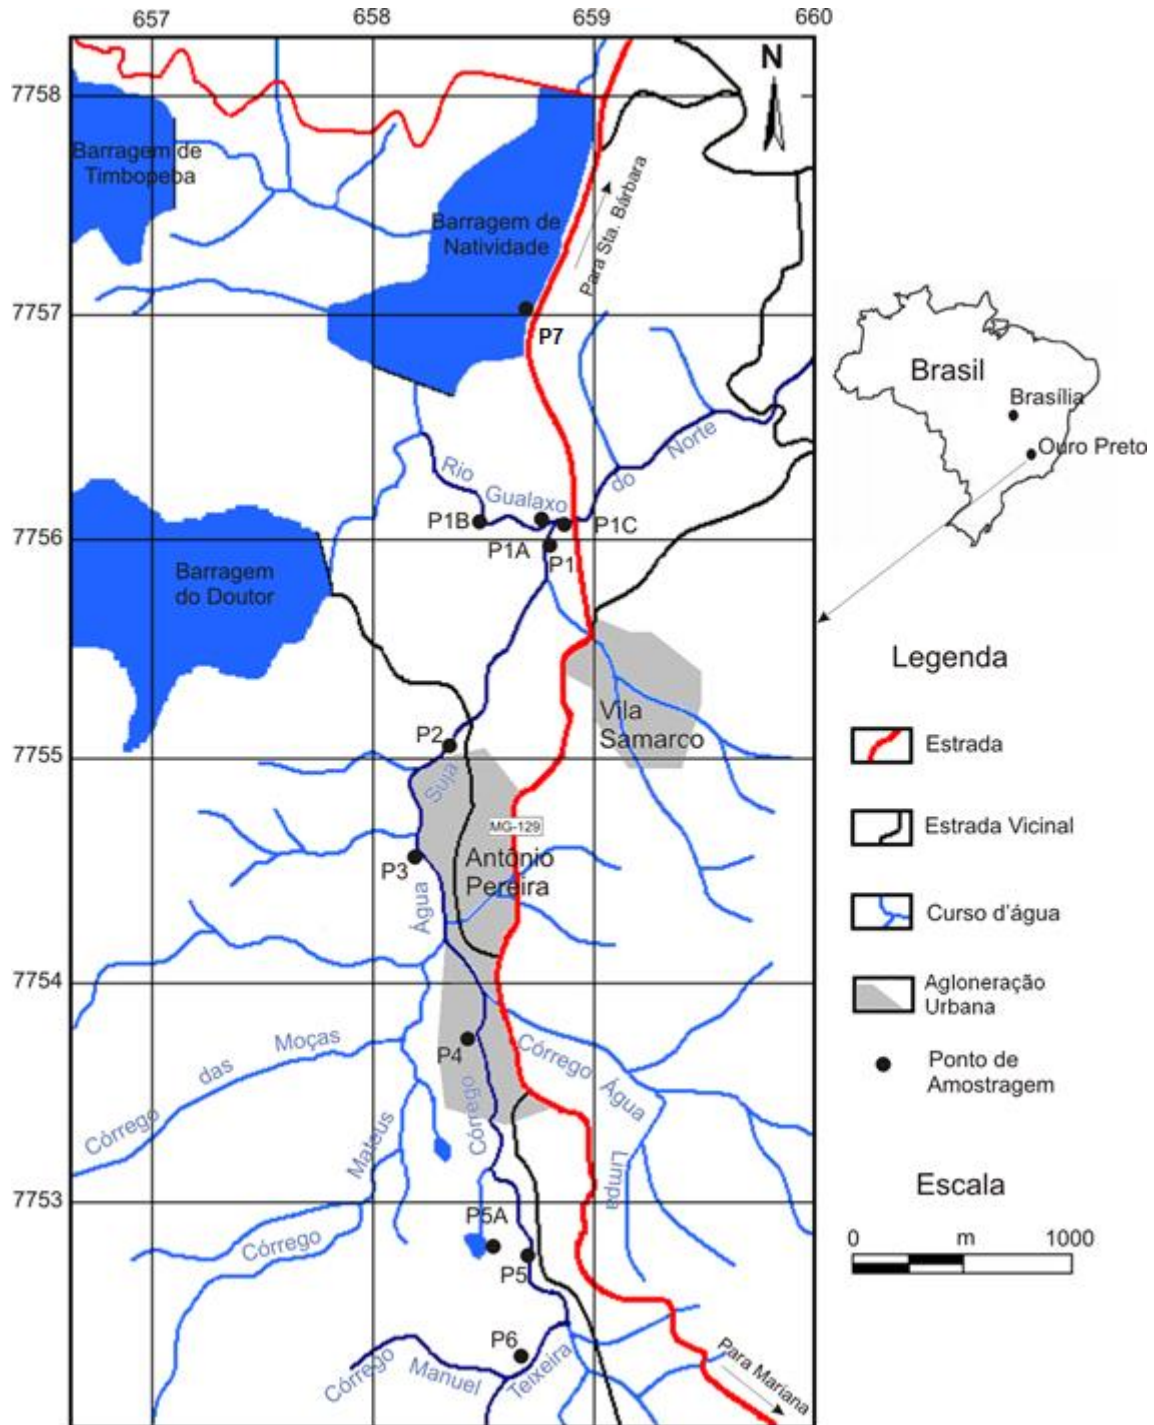 657
658
659
660
N
7758
Barragem de
Timbopeba
Barragem de
Natividade
Para Sta. Bárbara
7757
P7
Brasil
Brasília
Ouro Preto
Rio
Gualaxo
do
Norte
P1B
P1C
P1A
P1
7756
Barragem
do Doutor
Legenda
Vila
Samarco
P2
7755
Estrada
Suja
MG-129
Estrada Vicinal
Antônio
Pereira
P3
Água
Curso d'água
7754
Agloneração
Urbana
Moças
das
Córrego
P4
Córrego
Água
Limpa
Ponto de
Amostragem
Córrego
Mateus
Córrego
7753
P5A
P5
Escala
0
m
1000
P6
Córrego
Manuel
Teixeira
Para Mariana